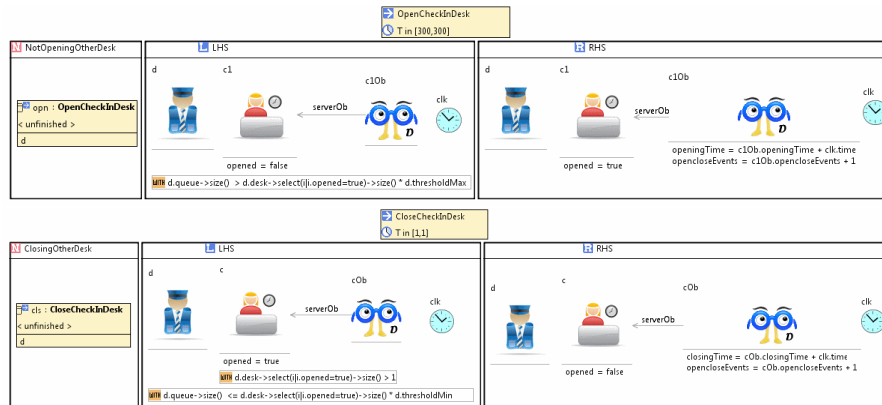 OpenCheckInDesk
T in [300,300]
NotOpeningOtherDesk
LHS
RHS
opn : OpenCheckInDesk
< unfinished >
d
d
c1
c1Ob
clk
serverOb
opened = false
WITH d.queue->size() > d.desk->select(i|i.opened=true)->size() * d.thresholdMax
d
c1
c1Ob
clk
serverOb
opened = true
openingTime = c1Ob.openingTime + clk.time
opencloseEvents = c1Ob.opencloseEvents + 1
CloseCheckInDesk
T in [1,1]
ClosingOtherDesk
LHS
RHS
cls : CloseCheckInDesk
< unfinished >
d
d
c
cOb
clk
serverOb
opened = true
WITH d.desk->select(i|i.opened=true)->size() > 1
WITH d.queue->size() <= d.desk->select(i|i.opened=true)->size() * d.thresholdMin
d
c
cOb
clk
serverOb
opened = false
closingTime = cOb.closingTime + clk.time
opencloseEvents = cOb.opencloseEvents + 1